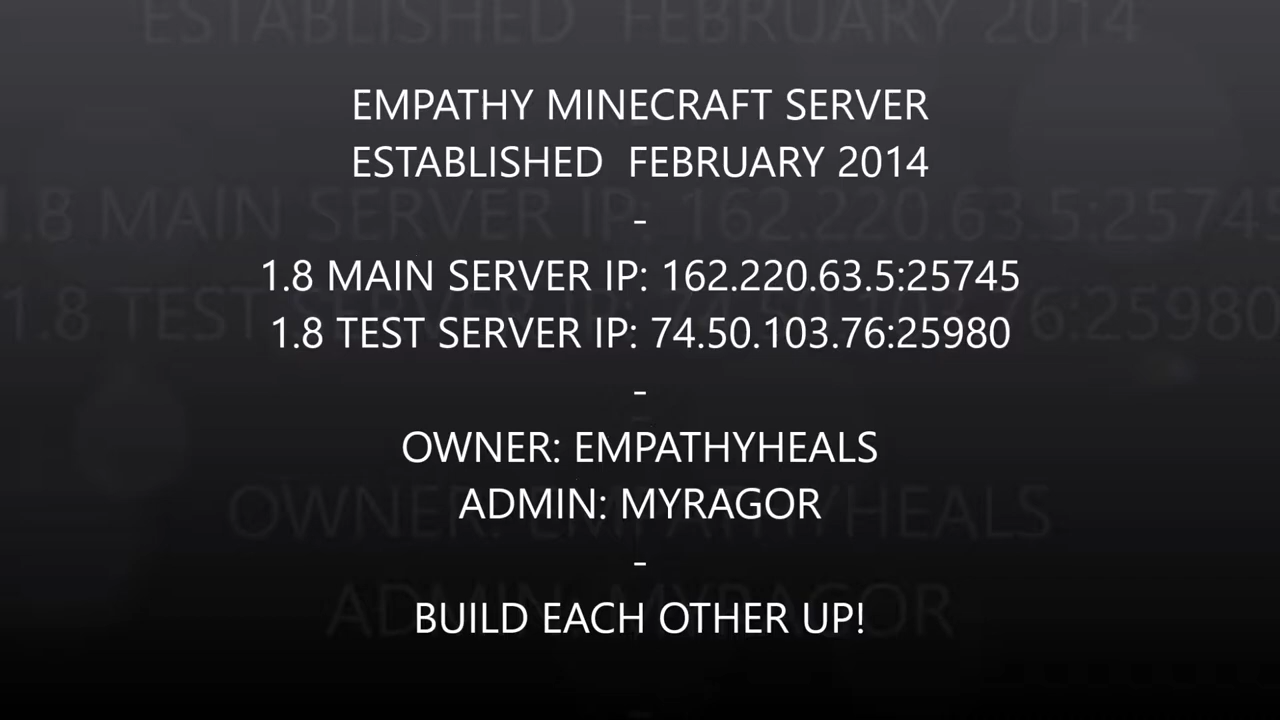 EMPATHY MINECRAFT SERVER
ESTABLISHED  FEBRUARY 2014
-
1.8 MAIN SERVER IP: 162.220.63.5:25745
1.8 TEST SERVER IP: 74.50.103.76:25980
-
OWNER: EMPATHYHEALS
ADMIN: MYRAGOR
-
BUILD EACH OTHER UP!